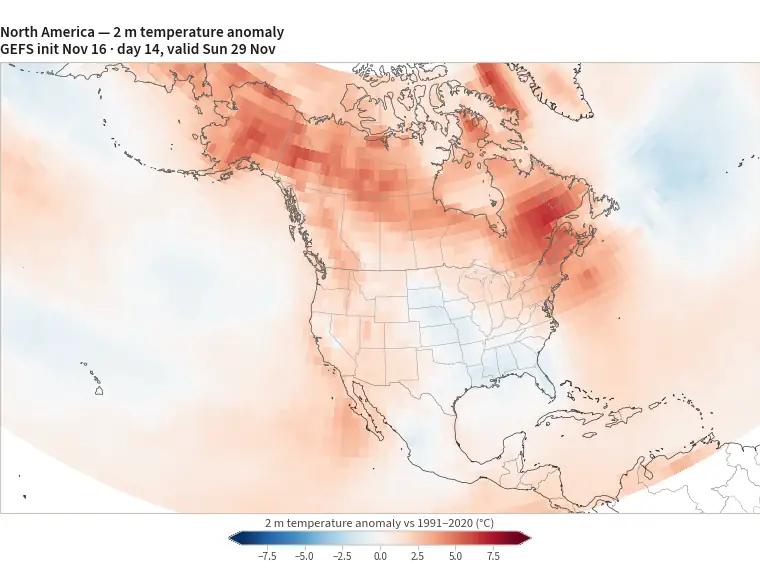 North America — 2 m temperature anomaly
GEFS init Nov 16 · day 14, valid Sun 29 Nov
2 m temperature anomaly vs 1991–2020 (°C)
−7.5 −5.0 −2.5 0.0 2.5 5.0 7.5